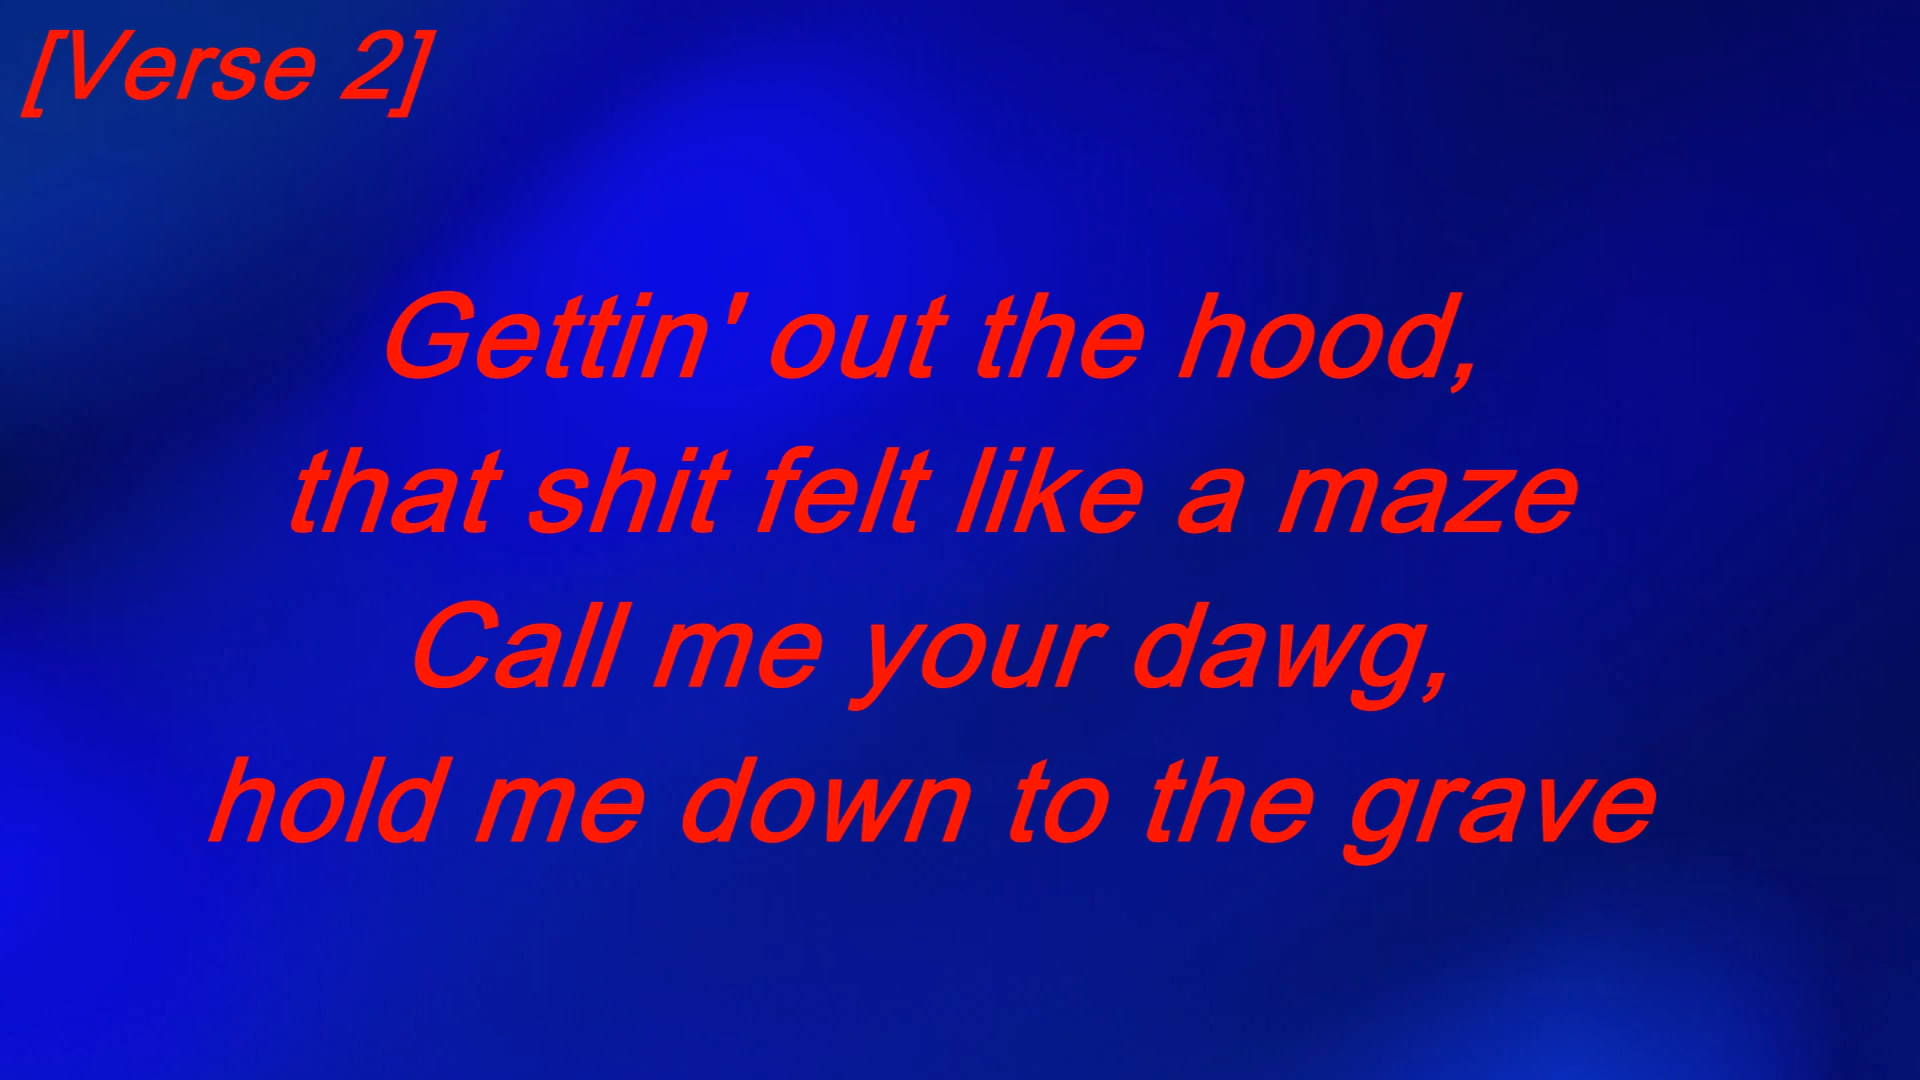 [Verse 2]
Gettin' out the hood,
that shit felt like a maze
Call me your dawg,
hold me down to the grave